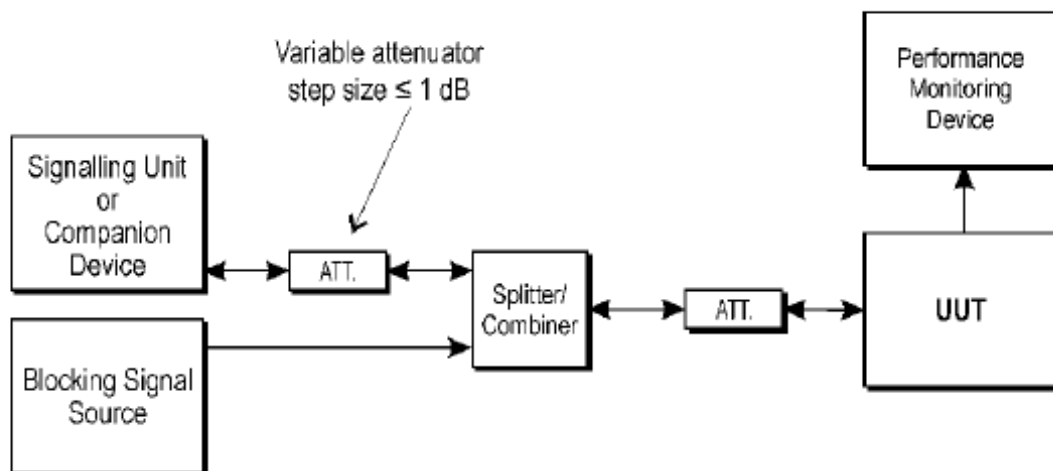 Variable attenuator
step size ≤ 1 dB
Performance
Monitoring
Device
Signalling Unit
or
Companion
Device
ATT.
Splitter/
Combiner
ATT.
UUT
Blocking Signal
Source